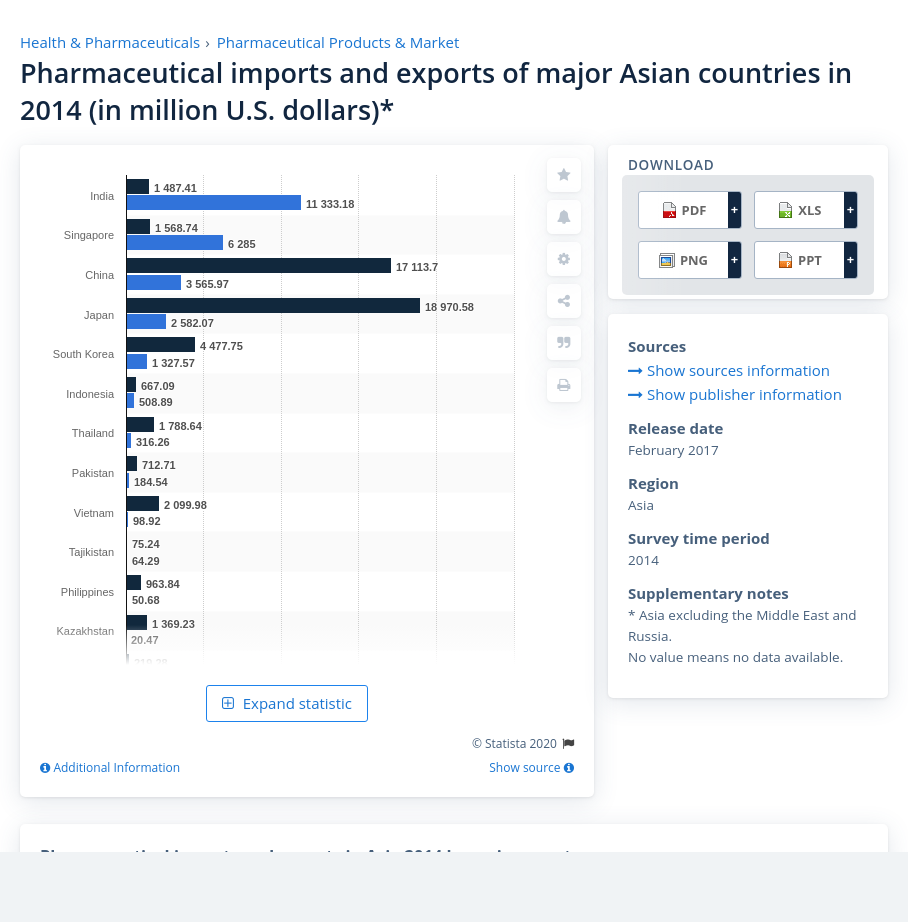 Health & Pharmaceuticals › Pharmaceutical Products & Market
Pharmaceutical imports and exports of major Asian countries in
2014 (in million U.S. dollars)*
India
1 487.41
11 333.18
Singapore
1 568.74
6 285
China
17 113.7
3 565.97
Japan
18 970.58
2 582.07
South Korea
4 477.75
1 327.57
Indonesia
667.09
508.89
Thailand
1 788.64
316.26
Pakistan
712.71
184.54
Vietnam
2 099.98
98.92
Tajikistan
75.24
64.29
Philippines
963.84
50.68
Kazakhstan
1 369.23
20.47
Expand statistic
© Statista 2020
Additional Information
Show source
DOWNLOAD
PDF +
XLS +
PNG +
PPT +
Sources
Show sources information
Show publisher information
Release date
February 2017
Region
Asia
Survey time period
2014
Supplementary notes
* Asia excluding the Middle East and
Russia.
No value means no data available.